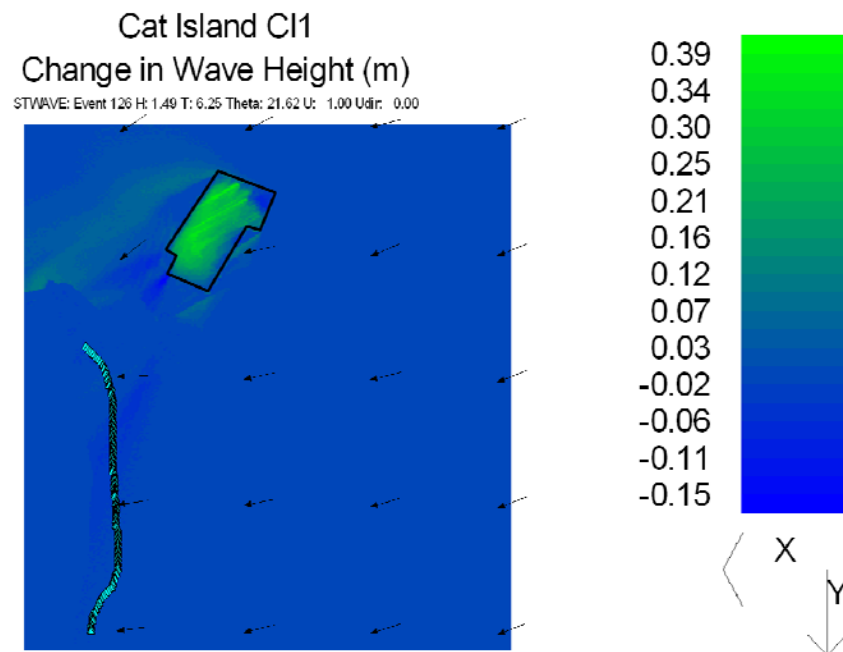 Cat Island CI1
Change in Wave Height (m)
STWAVE: Event 126 H: 1.49 T: 6.25 Theta: 21.62 U: 1.00 Udir: 0.00
0.39
0.34
0.30
0.25
0.21
0.16
0.12
0.07
0.03
-0.02
-0.06
-0.11
-0.15
X
Y